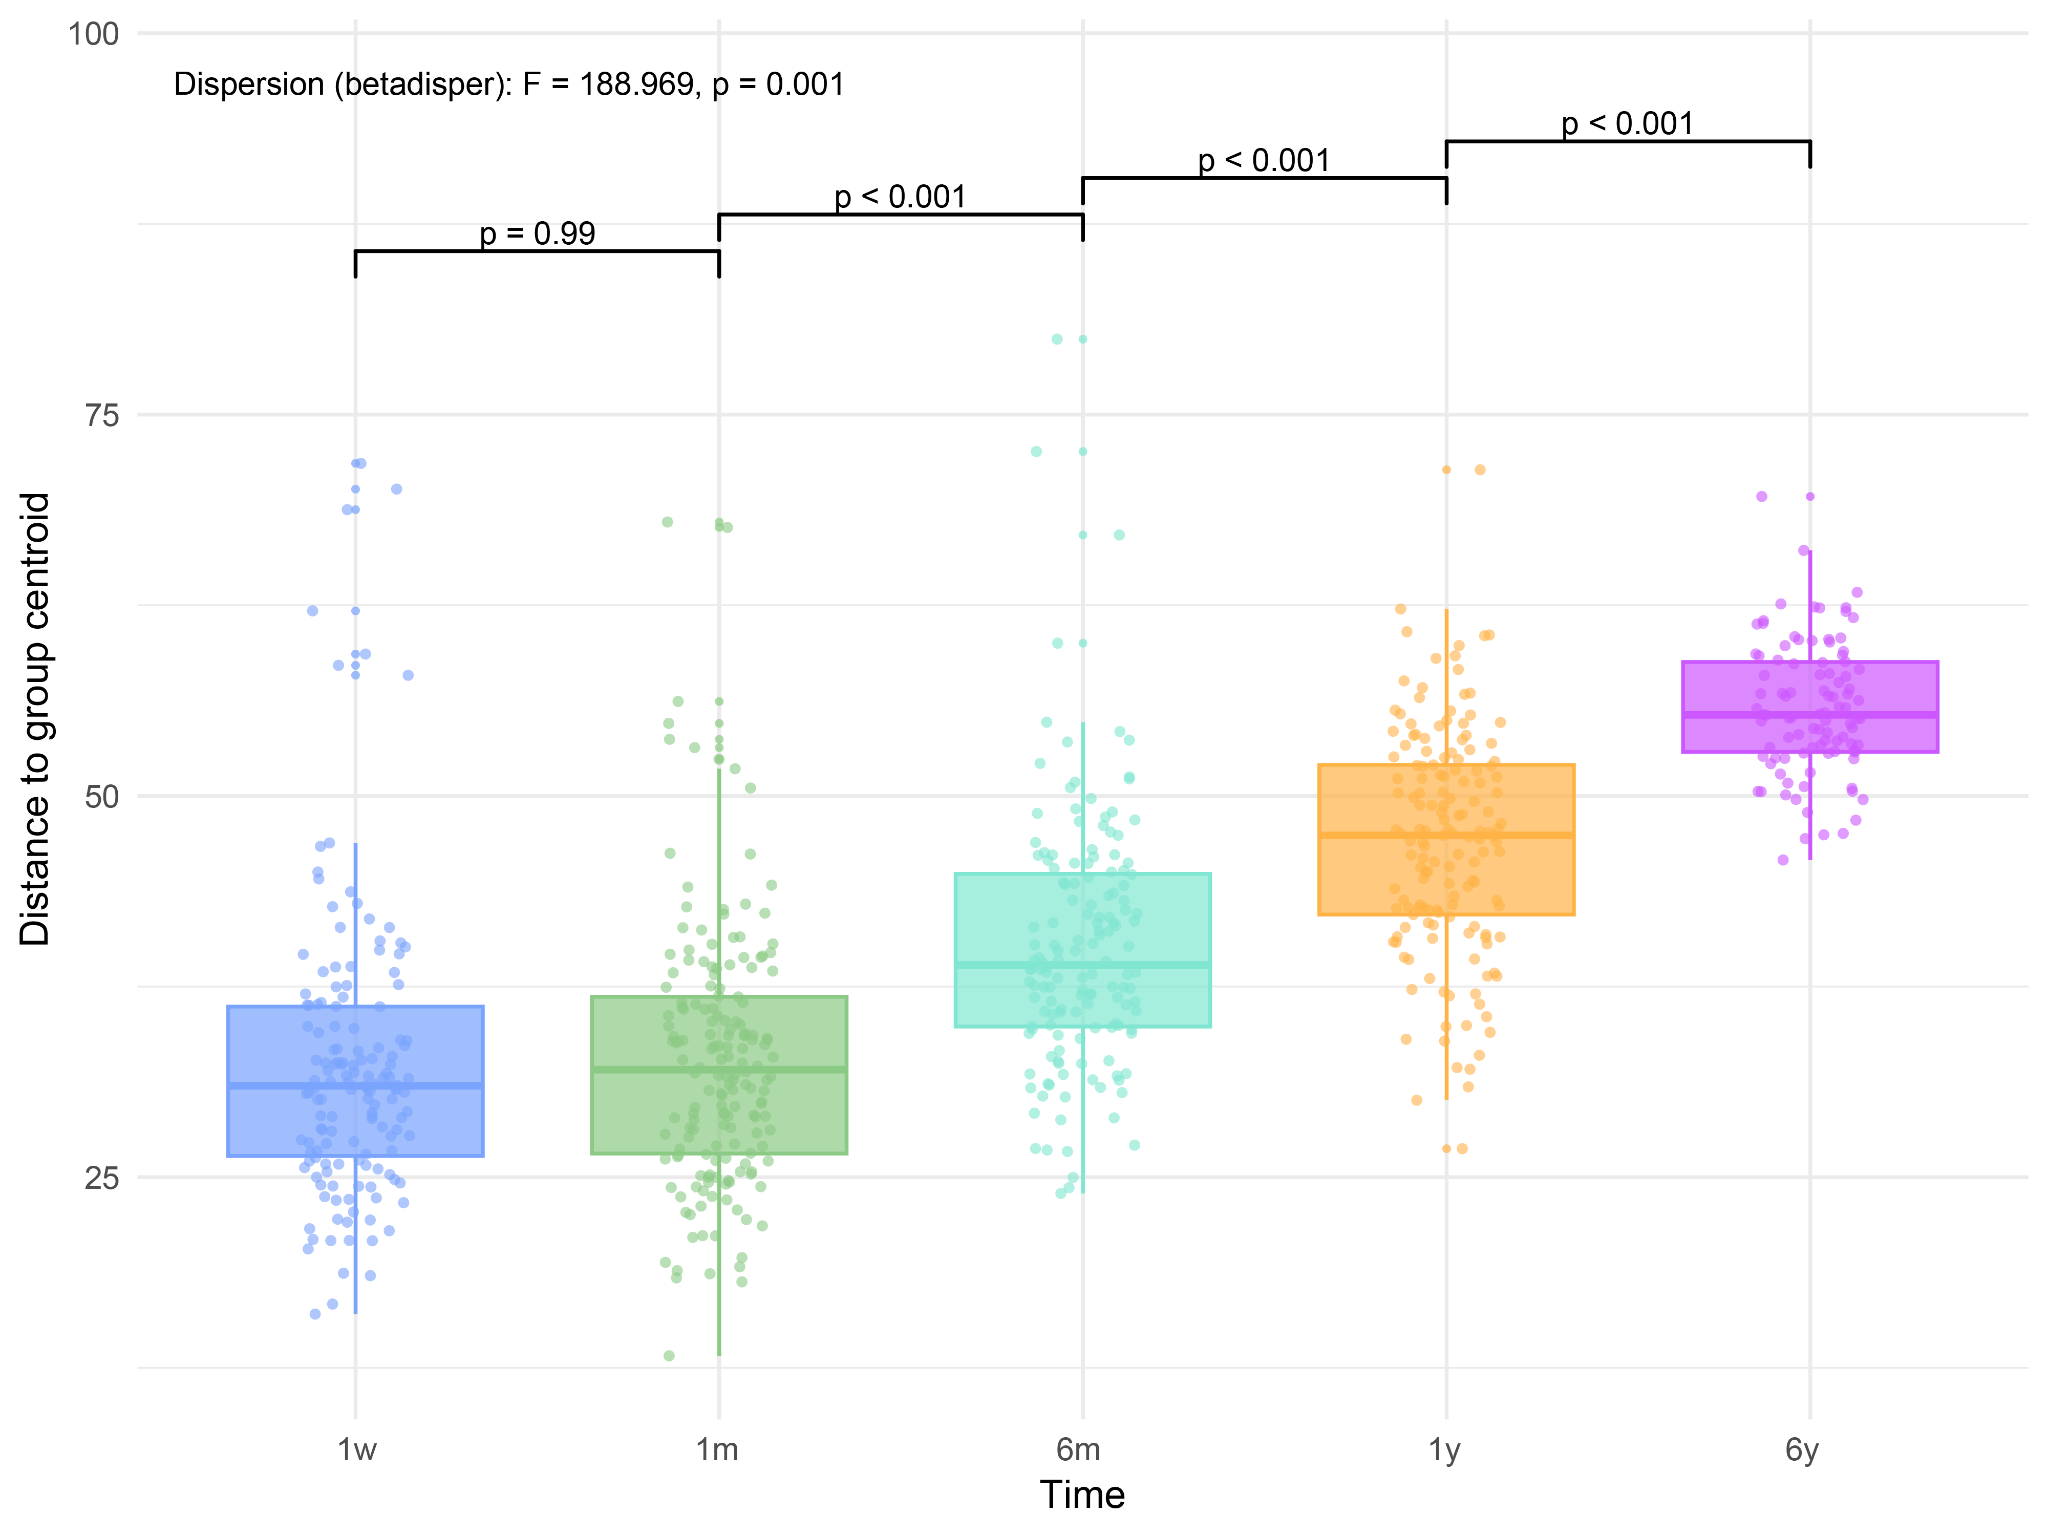 100
Dispersion (betadisper): F = 188.969, p = 0.001
p < 0.001
p < 0.001
p < 0.001
p = 0.99
75
50
25
Distance to group centroid
1w
1m
6m
1y
6y
Time